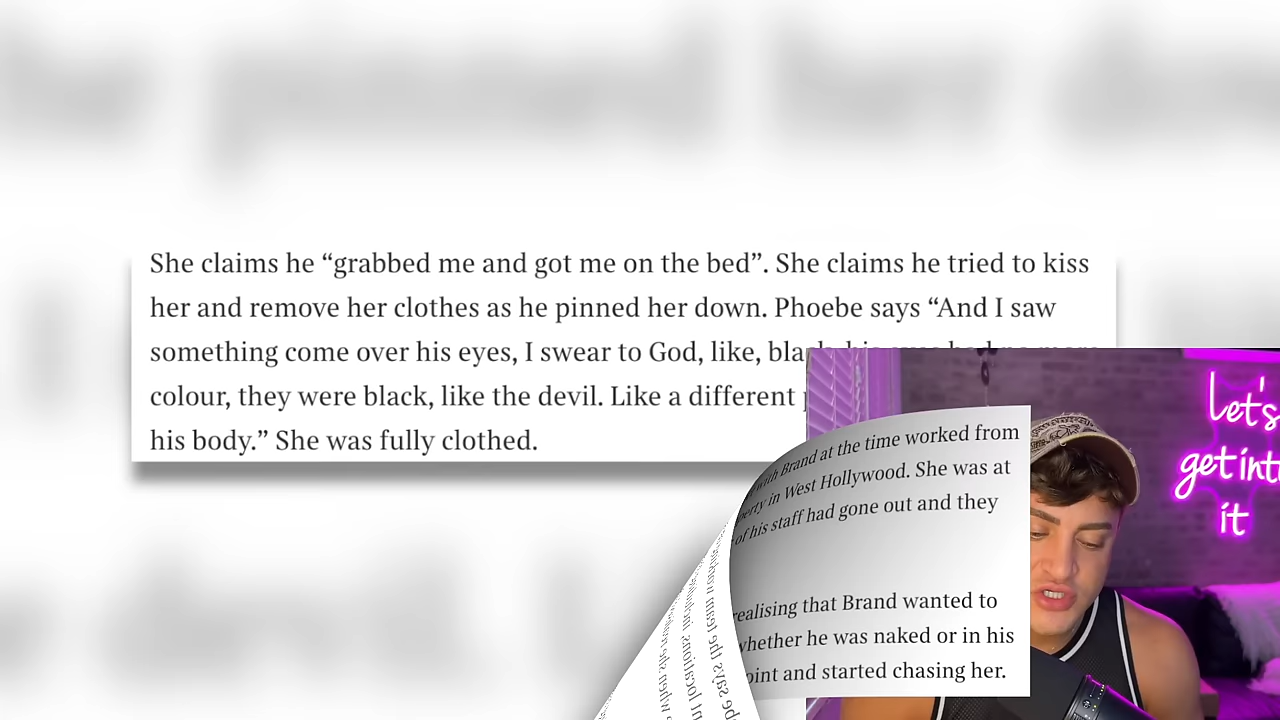 She claims he “grabbed me and got me on the bed”. She claims he tried to kiss
her and remove her clothes as he pinned her down. Phoebe says “And I saw
something come over his eyes, I swear to God, like,
colour, they were black, like the devil. Like a different
his body.” She was fully clothed.
with Brand at the time worked from
in West Hollywood. She was at
of his staff had gone out and they
realising that Brand wanted to
whether he was naked or in his
point and started chasing her.
let's
get into
it